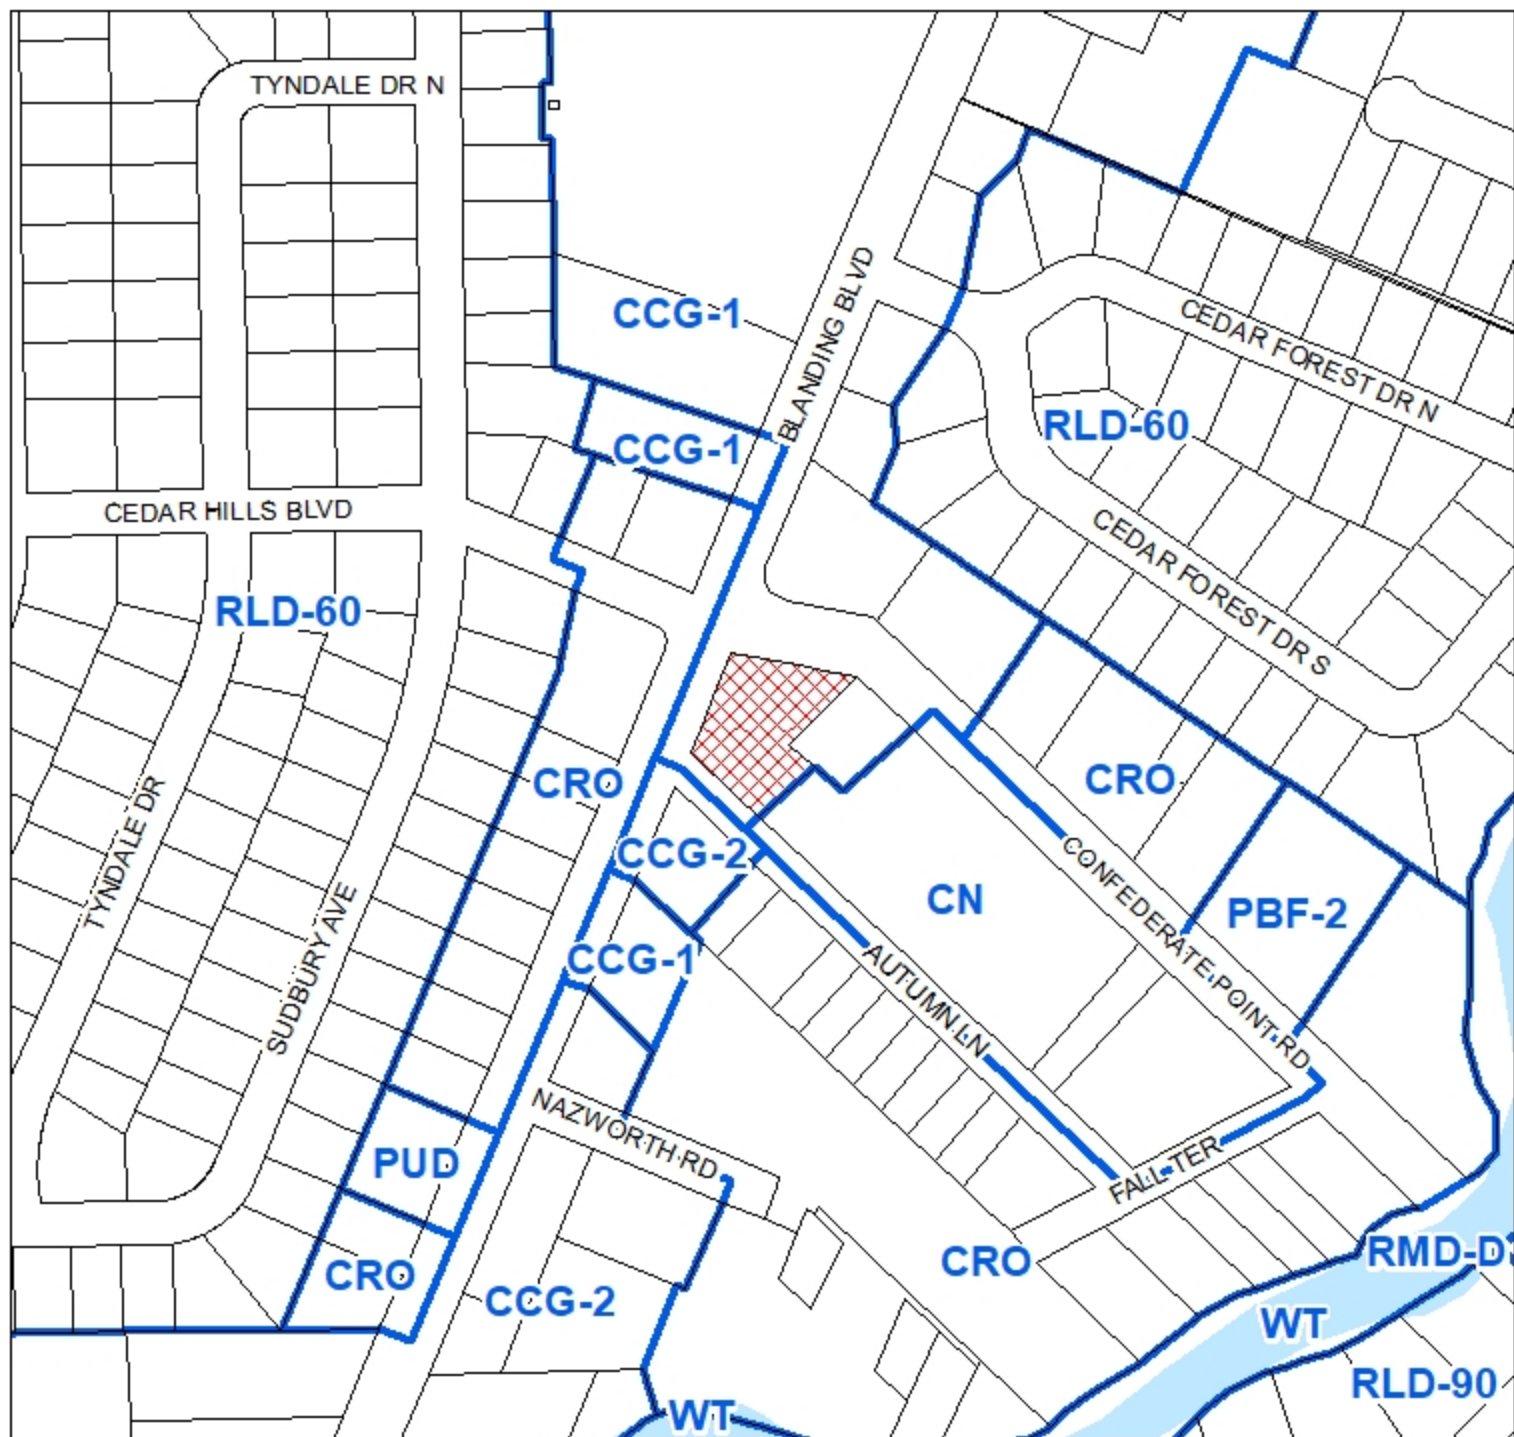 TYNDALE DR N
CCG-1
BLANDING BLVD
CEDAR FOREST DR N
CCG-1
RLD-60
CEDAR HILLS BLVD
CEDAR FOREST DR S
RLD-60
CRO
CRO
TYNDALE DR
CCG-2
CONFEDERATE POINT RD
SUDBURY AVE
CN
PBF-2
CCG-1
AUTUMN LN
NAZWORTH RD
PUD
FALL TER
CRO
CRO
RMD-D
CCG-2
WT
RLD-90
WT